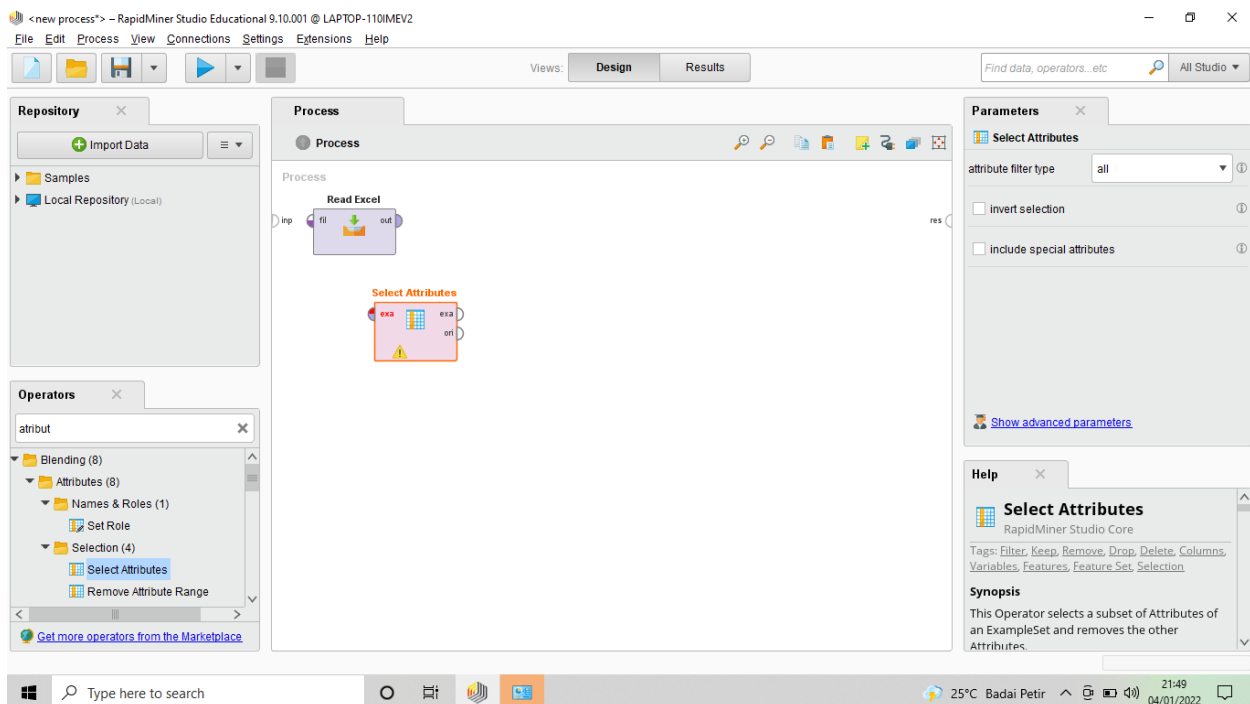 <new process*> – RapidMiner Studio Educational 9.10.001 @ LAPTOP-110IMEV2
File Edit Process View Connections Settings Extensions Help
Views: Design Results
Find data, operators...etc
All Studio
Repository
Import Data
Samples
Local Repository (Local)
Operators
atribut
Blending (8)
Attributes (8)
Names & Roles (1)
Set Role
Selection (4)
Select Attributes
Remove Attribute Range
Get more operators from the Marketplace
Process
Process
Process
Read Excel
inp fil out
res
Select Attributes
exa exa
ori
Parameters
Select Attributes
attribute filter type all
invert selection
include special attributes
Show advanced parameters
Help
Select Attributes
RapidMiner Studio Core
Tags: Filter, Keep, Remove, Drop, Delete, Columns,
Variables, Features, Feature Set, Selection
Synopsis
This Operator selects a subset of Attributes of
an ExampleSet and removes the other
Attributes.
Type here to search
25°C Badai Petir
21:49
04/01/2022